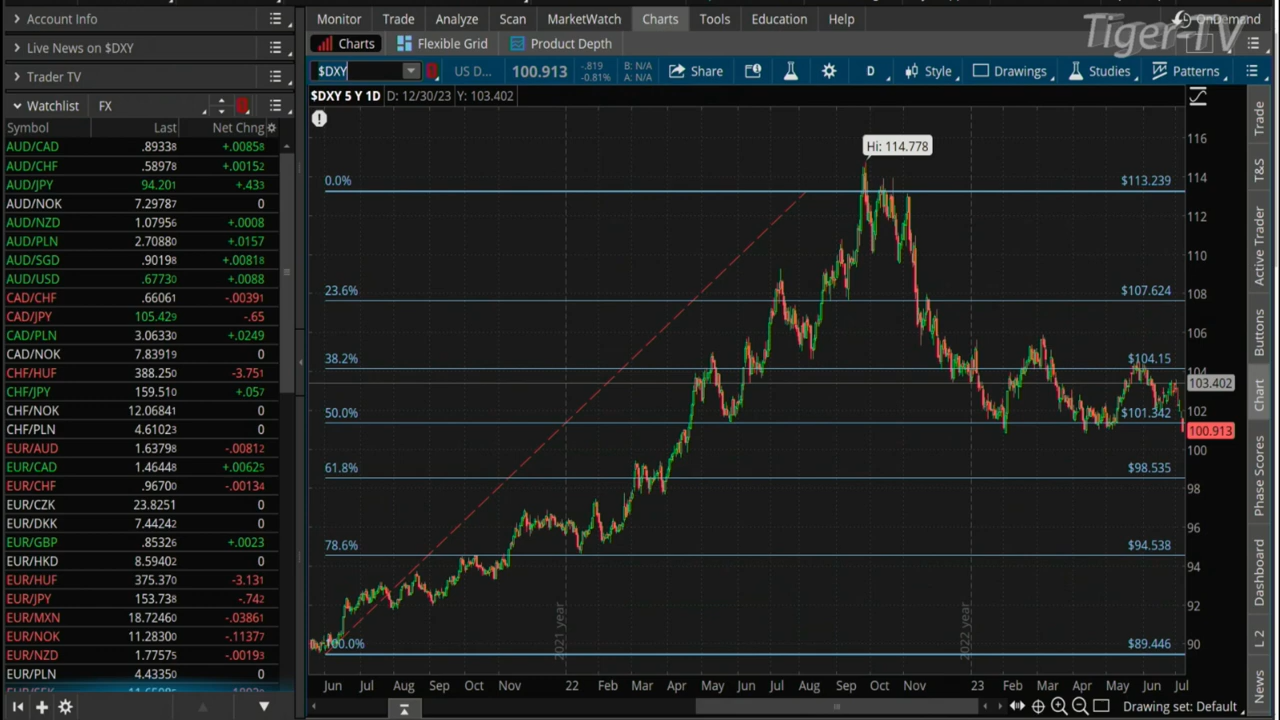 Account Info
Live News on $DXY
Trader TV
Watchlist FX
Symbol Last Net Chng
AUD/CAD .89338 +.00858
AUD/CHF .58978 +.00152
AUD/JPY 94.201 +.433
AUD/NOK 7.29787 0
AUD/NZD 1.07956 +.0008
AUD/PLN 2.70880 +.0157
AUD/SGD .90198 +.00818
AUD/USD .67730 +.0088
CAD/CHF .66061 -.00391
CAD/JPY 105.429 -.65
CAD/PLN 3.06330 +.0249
CAD/NOK 7.83919 0
CHF/HUF 388.250 -3.751
CHF/JPY 159.510 +.057
CHF/NOK 12.06841 0
CHF/PLN 4.61023 0
EUR/AUD 1.63798 -.00812
EUR/CAD 1.46448 +.00625
EUR/CHF .96700 -.00134
EUR/CZK 23.8251 0
EUR/DKK 7.44242 0
EUR/GBP .85326 +.0023
EUR/HKD 8.59402 0
EUR/HUF 375.370 -3.131
EUR/JPY 153.738 -.742
EUR/MXN 18.72460 -.03861
EUR/NOK 11.28300 -.11377
EUR/NZD 1.77575 -.00193
EUR/PLN 4.43350 0
Monitor Trade Analyze Scan MarketWatch Charts Tools Education Help
Tiger-TV
OnDemand
Charts Flexible Grid Product Depth
$DXY US D... 100.913 -.819 -0.81% B: N/A A: N/A Share D Style Drawings Studies Patterns
$DXY 5 Y 1D D: 12/30/23 Y: 103.402
Hi: 114.778
0.0% $113.239
23.6% $107.624
38.2% $104.15
50.0% $101.342
61.8% $98.535
78.6% $94.538
100.0% $89.446
116
114
112
110
108
106
104
103.402
102
100.913
100
98
96
94
92
90
2021 year
2022 year
Jun Jul Aug Sep Oct Nov 22 Feb Mar Apr May Jun Jul Aug Sep Oct Nov 23 Feb Mar Apr May Jun Jul
Drawing set: Default
Trade
T&S
Active Trader
Buttons
Chart
Phase Scores
Dashboard
L 2
News